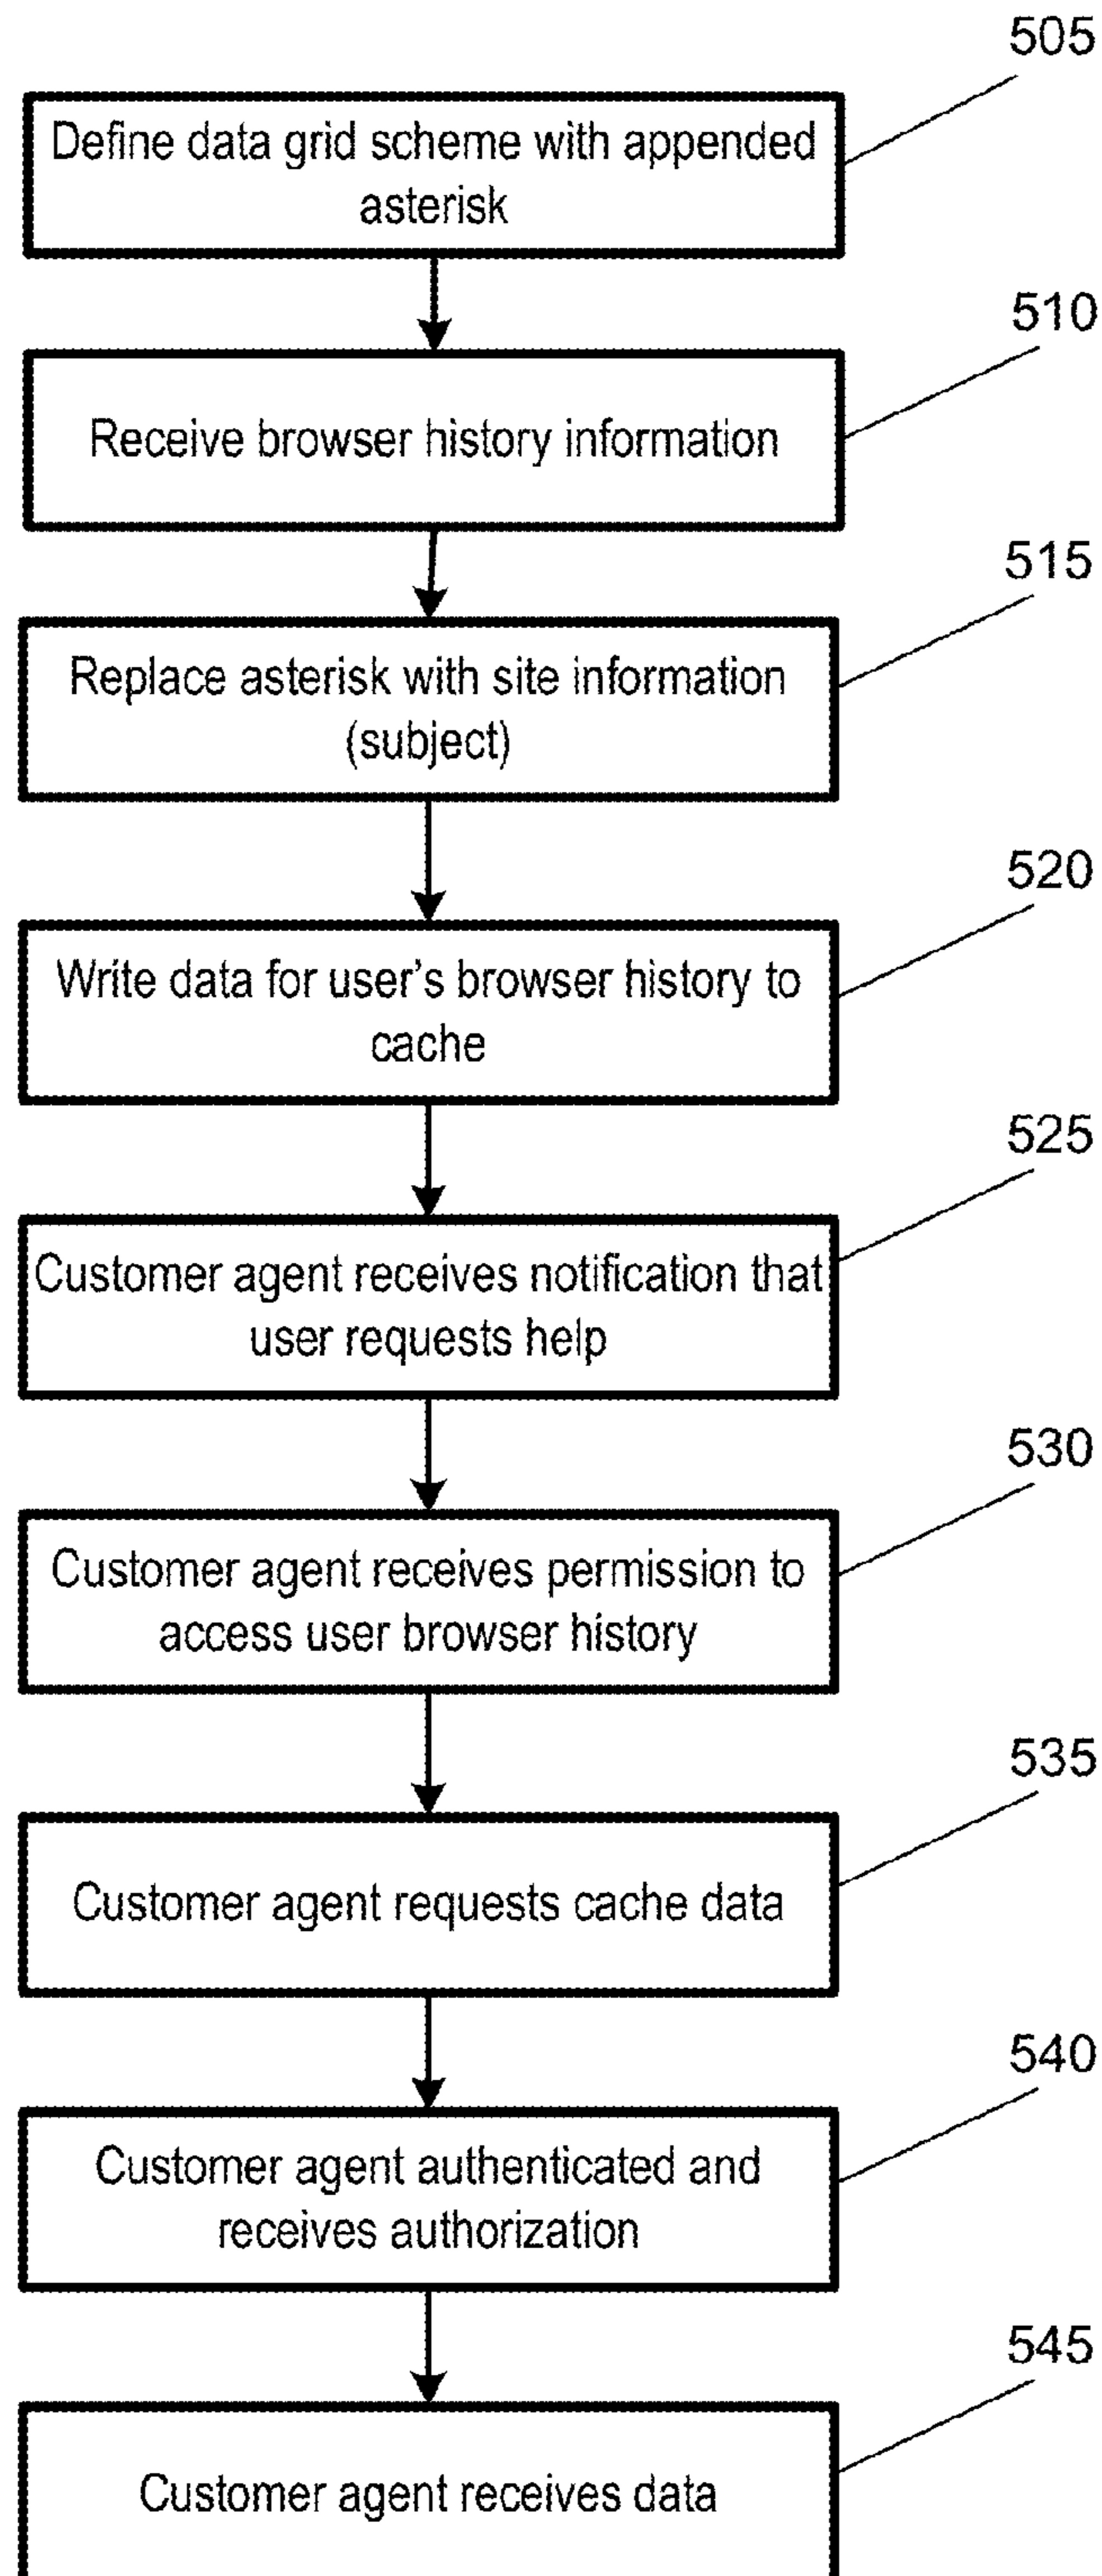 505
Define data grid scheme with appended
asterisk
510
Receive browser history information
515
Replace asterisk with site information
(subject)
520
Write data for user's browser history to
cache
525
Customer agent receives notification that
user requests help
530
Customer agent receives permission to
access user browser history
535
Customer agent requests cache data
540
Customer agent authenticated and
receives authorization
545
Customer agent receives data